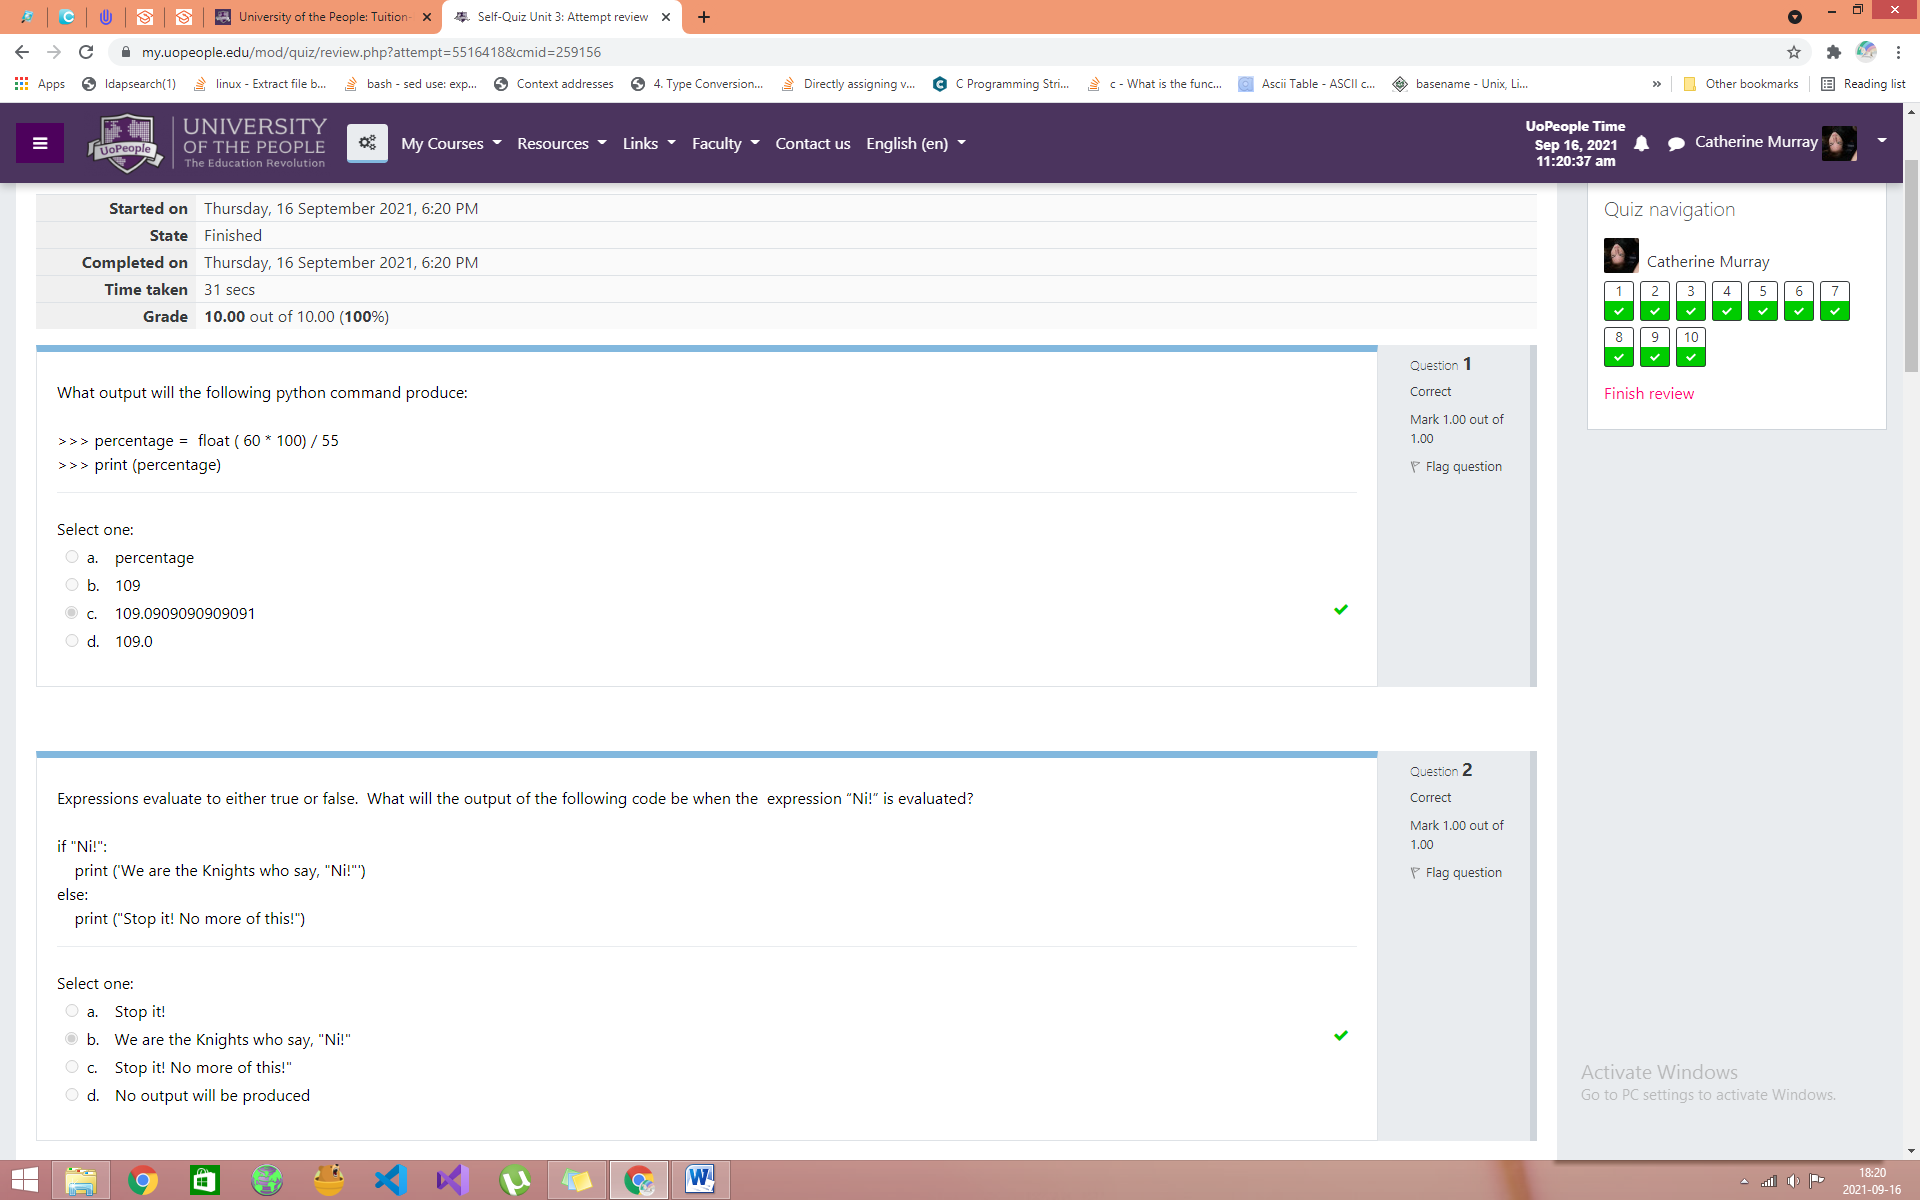 University of the People: Tuition-
Self-Quiz Unit 3: Attempt review
my.uopeople.edu/mod/quiz/review.php?attempt=5516418&cmid=259156
Apps
ldapsearch(1)
linux - Extract file b...
bash - sed use: exp...
Context addresses
4. Type Conversion...
Directly assigning v...
C Programming Stri...
c - What is the func...
Ascii Table - ASCII c...
basename - Unix, Li...
»
Other bookmarks
Reading list
UoPeople
UNIVERSITY
OF THE PEOPLE
The Education Revolution
My Courses
Resources
Links
Faculty
Contact us
English (en)
UoPeople Time
Sep 16, 2021
11:20:37 am
Catherine Murray
Started on Thursday, 16 September 2021, 6:20 PM
State Finished
Completed on Thursday, 16 September 2021, 6:20 PM
Time taken 31 secs
Grade 10.00 out of 10.00 (100%)
What output will the following python command produce:
>>> percentage = float ( 60 * 100) / 55
>>> print (percentage)
Select one:
a. percentage
b. 109
c. 109.0909090909091
d. 109.0
Question 1
Correct
Mark 1.00 out of
1.00
Flag question
Expressions evaluate to either true or false. What will the output of the following code be when the expression “Ni!” is evaluated?
if "Ni!":
print ('We are the Knights who say, "Ni!"')
else:
print ("Stop it! No more of this!")
Select one:
a. Stop it!
b. We are the Knights who say, "Ni!"
c. Stop it! No more of this!"
d. No output will be produced
Question 2
Correct
Mark 1.00 out of
1.00
Flag question
Quiz navigation
Catherine Murray
1 2 3 4 5 6 7
8 9 10
Finish review
Activate Windows
Go to PC settings to activate Windows.
18:20
2021-09-16